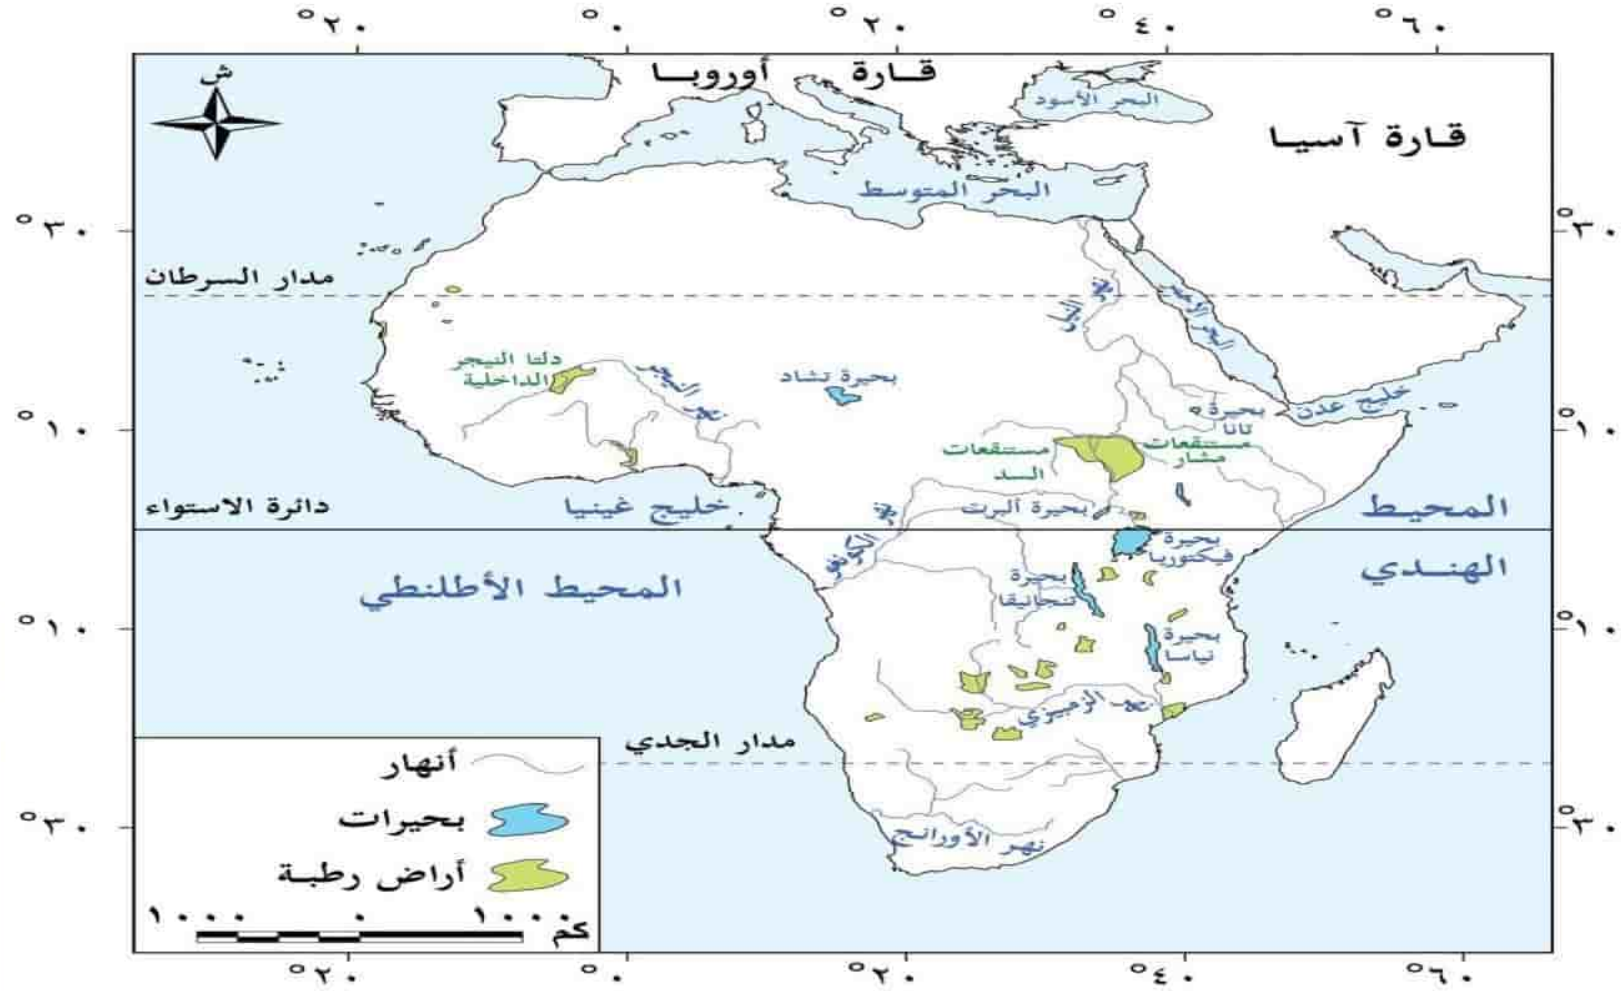 °٢٠ °٠ °٢٠ °٤٠ °٦٠
ش
قارة أوروبا
البحر الأسود
قارة آسيا
البحر المتوسط
°٣٠ °٣٠
مدار السرطان
نهر النيل
البحر الأحمر
دلتا النيجر
الداخلية
نهر النيجر
بحيرة تشاد
خليج عدن
بحيرة
تانا
°١٠ °١٠
مستنقعات
السد
مستنقعات
مشار
دائرة الاستواء
خليج غينيا
بحيرة ألبرت
المحيط
الهندي
نهر الكونغو
بحيرة
فيكتوريا
المحيط الأطلنطي
بحيرة
تنجانيقا
°١٠ °١٠
بحيرة
نياسا
نهر الزمبيزي
مدار الجدي
°٣٠ °٣٠
نهر الأورانج
أنهار
بحيرات
أراض رطبة
١٠٠٠ ٠ ١٠٠٠
كم
°٢٠ °٠ °٢٠ °٤٠ °٦٠